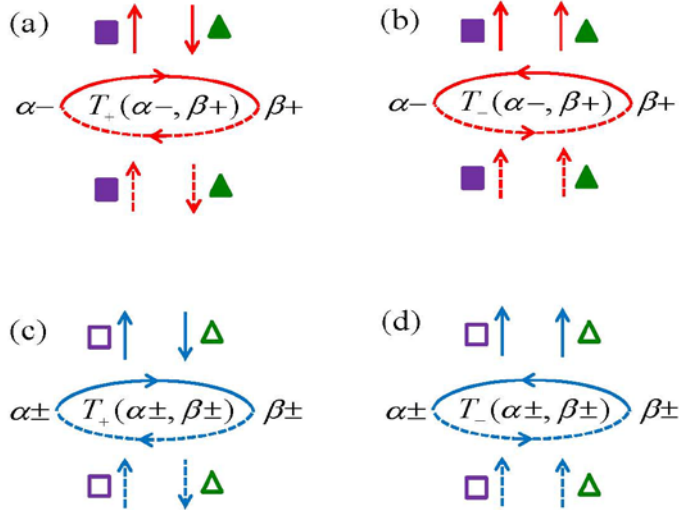 (a)
(b)
α− T₊(α−, β+) β+
α− T₋(α−, β+) β+
(c)
(d)
α± T₊(α±, β±) β±
α± T₋(α±, β±) β±